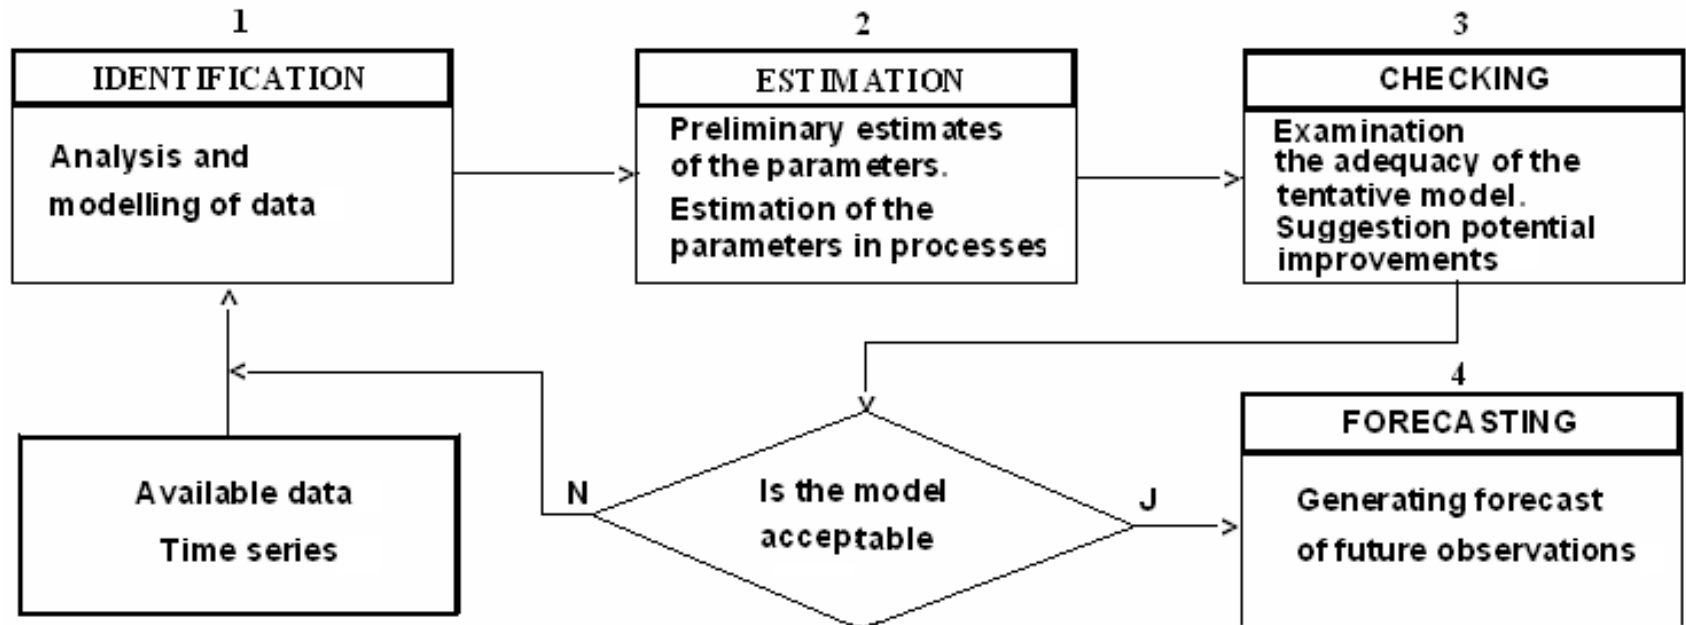 1
IDENTIFICATION
Analysis and
modelling of data
2
ESTIMATION
Preliminary estimates
of the parameters.
Estimation of the
parameters in processes
3
CHECKING
Examination
the adequacy of the
tentative model.
Suggestion potential
improvements
Available data
Time series
N
Is the model
acceptable
J
4
FORECASTING
Generating forecast
of future observations